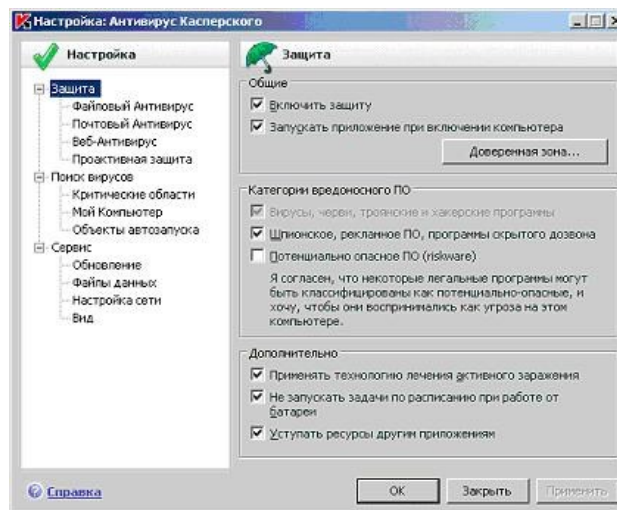 Настройка: Антивирус Касперского
Настройка
Защита
Файловый Антивирус
Почтовый Антивирус
Веб-Антивирус
Проактивная защита
Поиск вирусов
Критические области
Мой Компьютер
Объекты автозапуска
Сервис
Обновление
Файлы данных
Настройка сети
Вид
Справка
Защита
Общие
Включить защиту
Запускать приложение при включении компьютера
Доверенная зона...
Категории вредоносного ПО
Вирусы, черви, троянские и хакерские программы
Шпионское, рекланное ПО, программы скрытого дозвона
Потенциально опасное ПО (riskware)
Я согласен, что некоторые легальные программы могут
быть классифицированы как потенциально-опасные, и
хочу, чтобы они воспринимались как угроза на этом
компьютере.
Дополнительно
Применять технологию лечения активного заражения
Не запускать задачи по расписанию при работе от
батареи
Уступать ресурсы другим приложениям
ОК
Закрыть
Применить